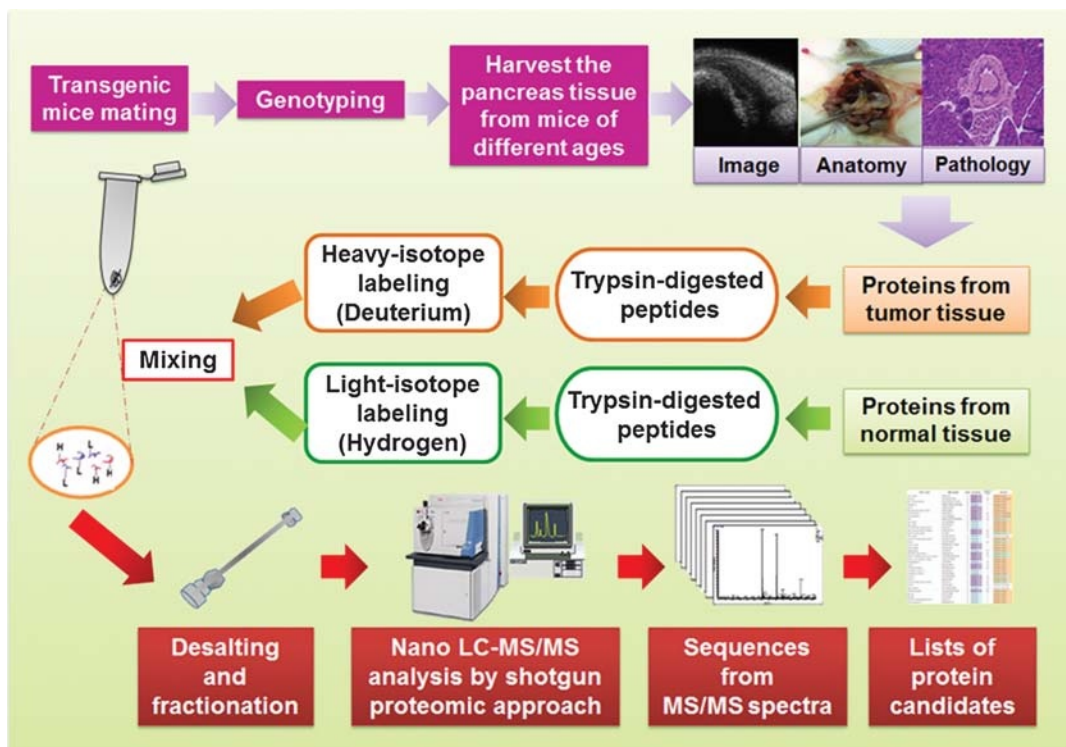 Transgenic
mice mating
Genotyping
Harvest the
pancreas tissue
from mice of
different ages
Image
Anatomy
Pathology
Heavy-isotope
labeling
(Deuterium)
Trypsin-digested
peptides
Proteins from
tumor tissue
Mixing
Light-isotope
labeling
(Hydrogen)
Trypsin-digested
peptides
Proteins from
normal tissue
H
L
L
H
H
L
Desalting
and
fractionation
Nano LC-MS/MS
analysis by shotgun
proteomic approach
Sequences
from
MS/MS spectra
Lists of
protein
candidates